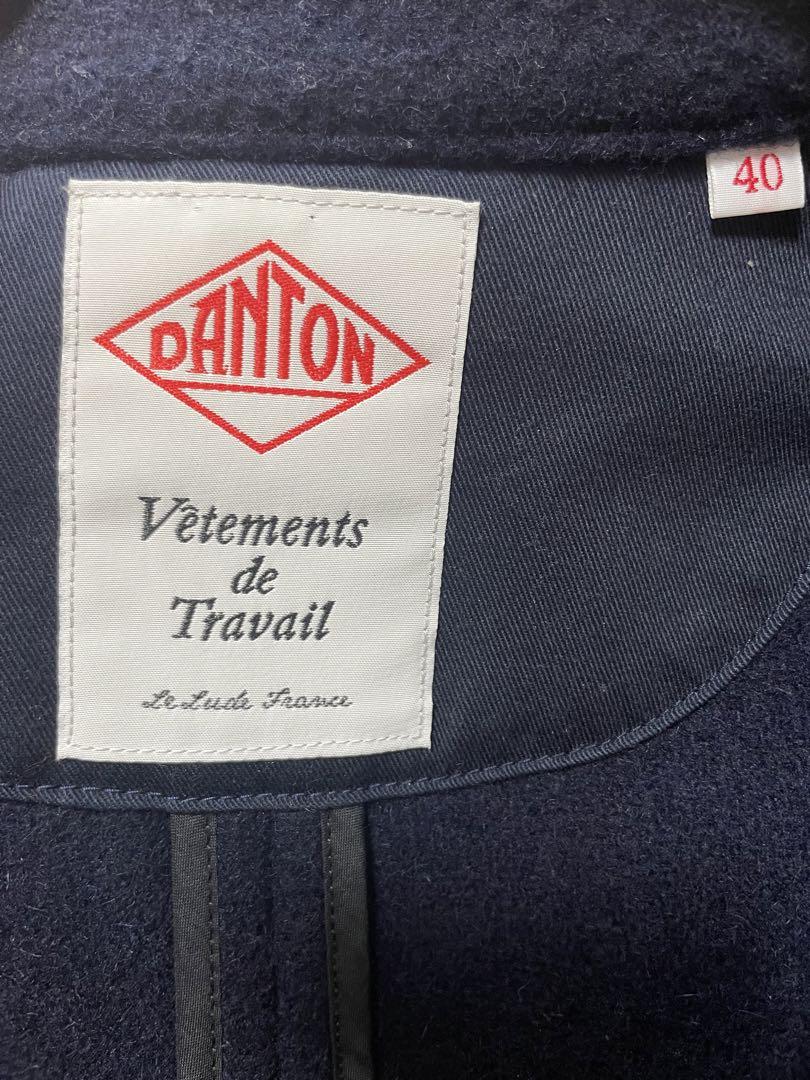 40
DANTON
Vêtements
de
Travail
Le Lude France